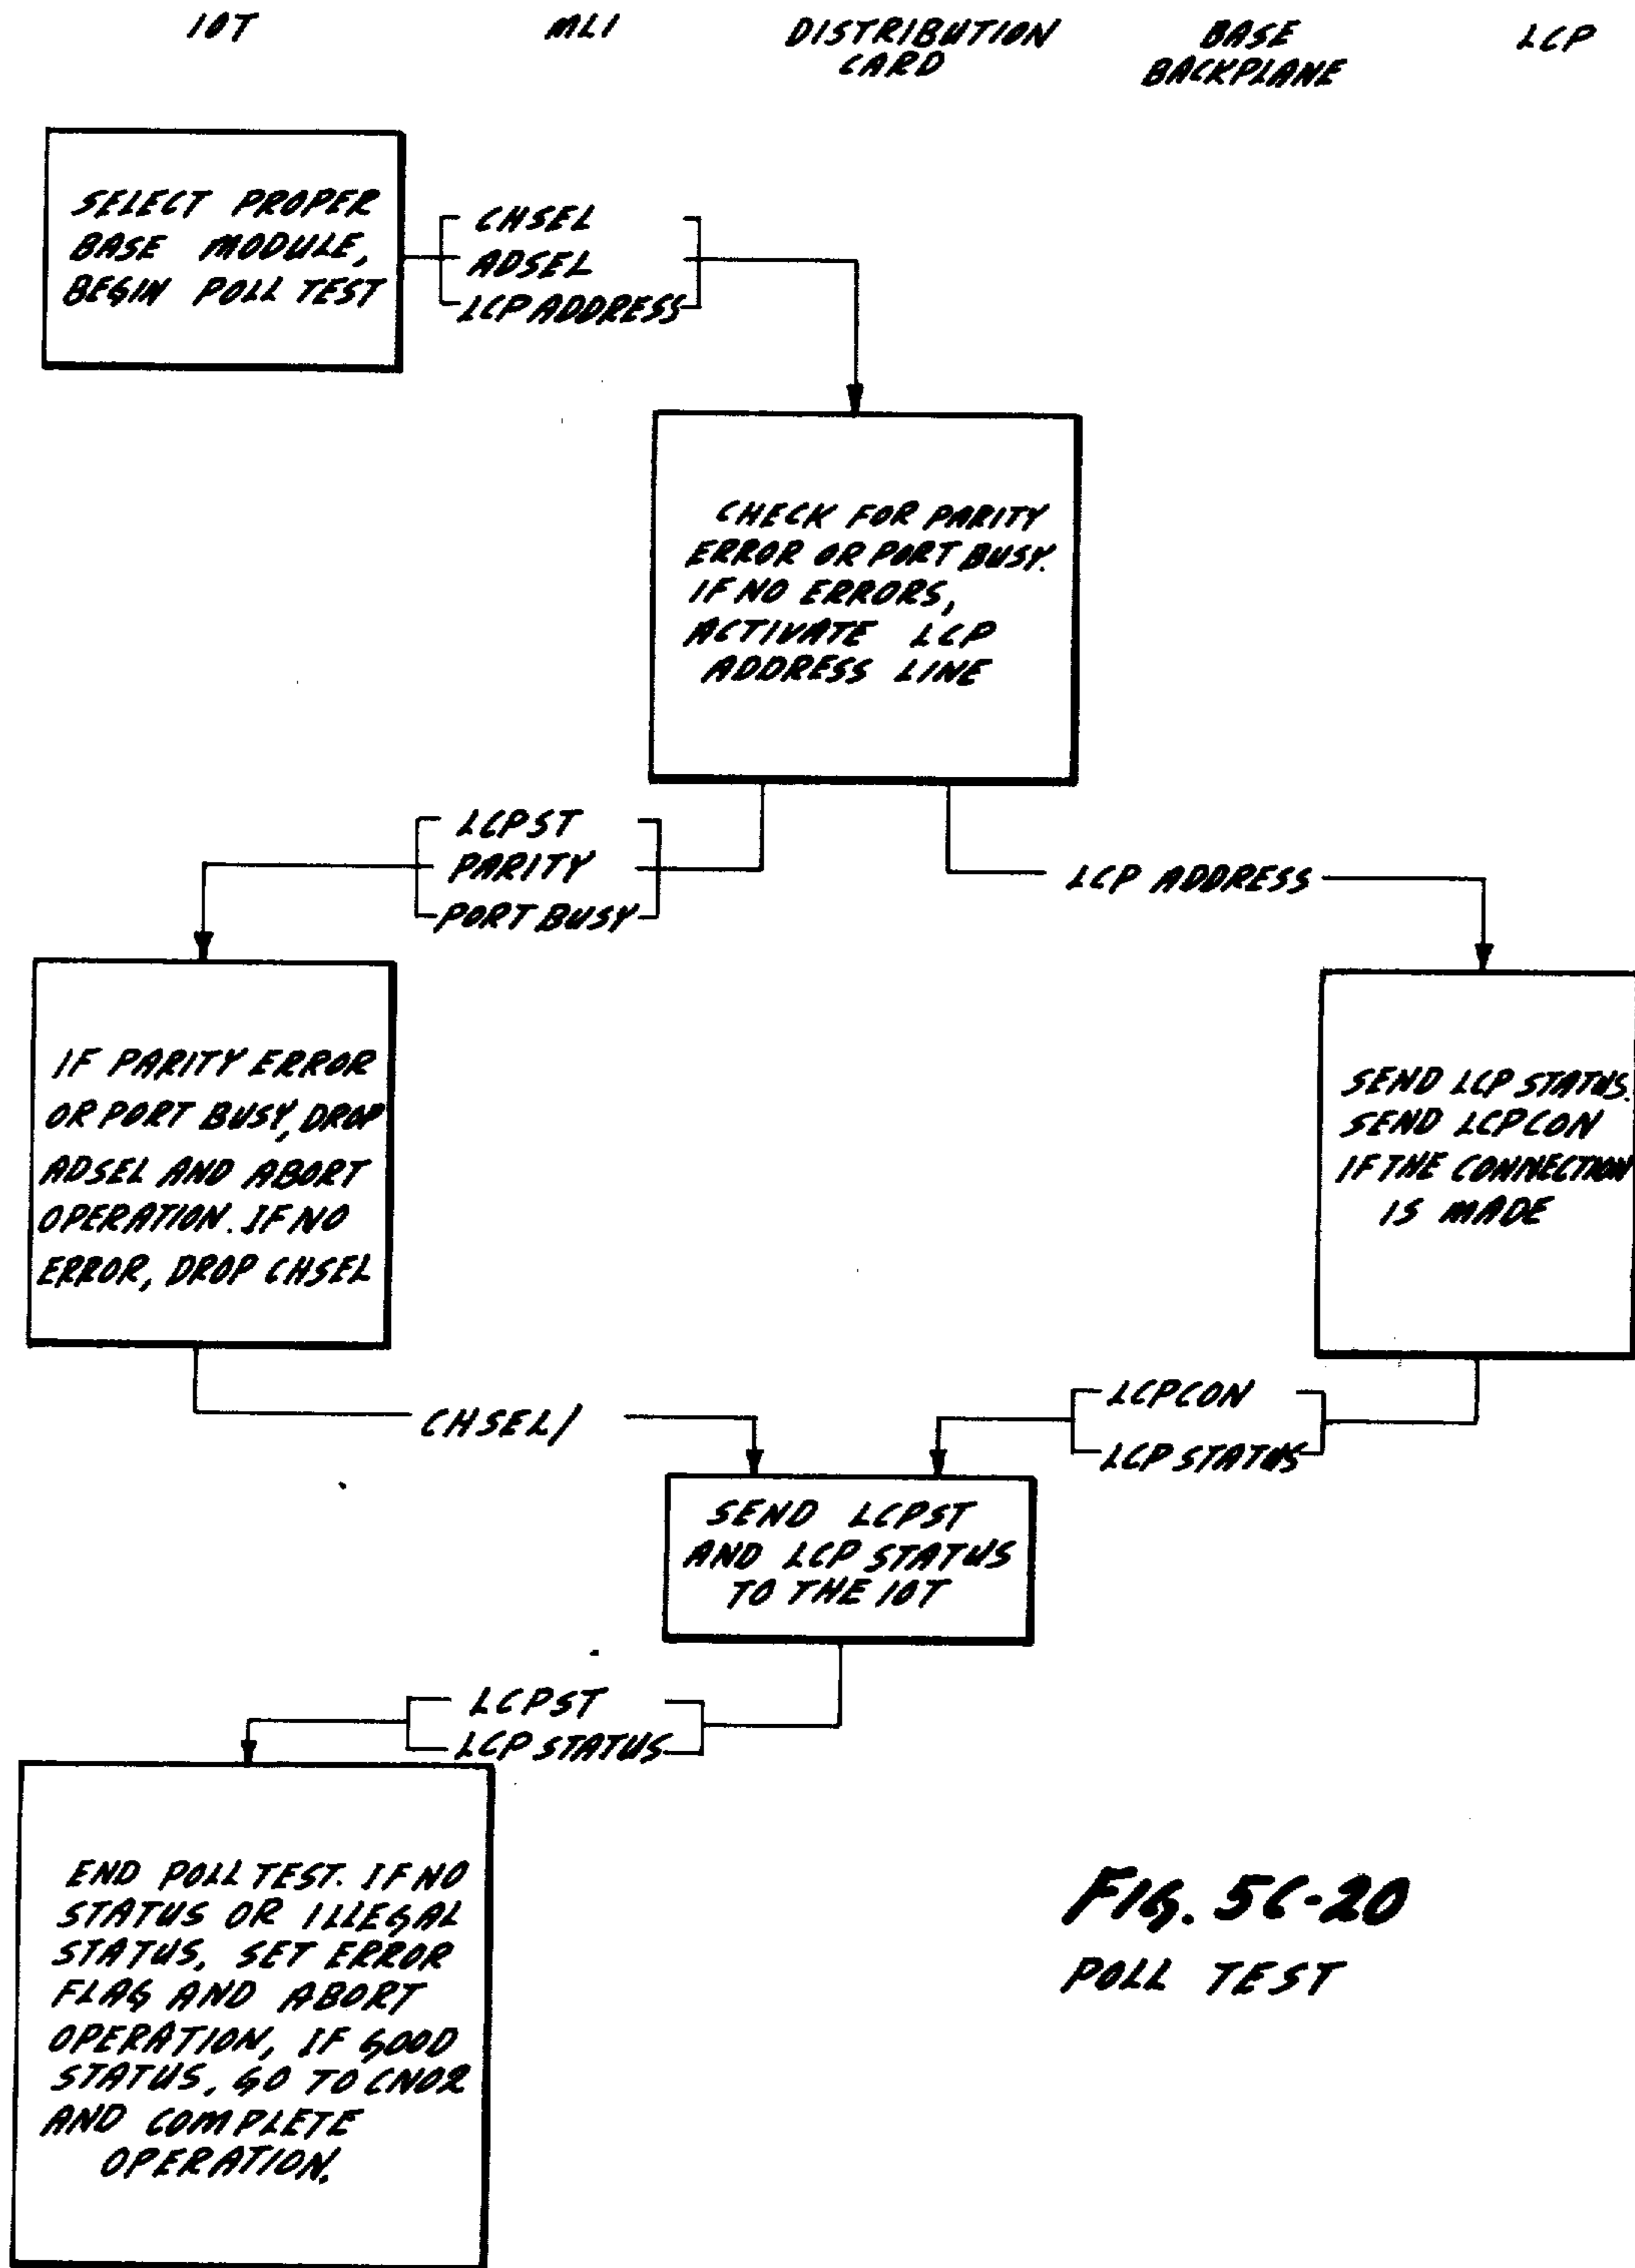 IOT MLI DISTRIBUTION CARD BASE BACKPLANE LCP
SELECT PROPER
BASE MODULE,
BEGIN POLL TEST
CHSEL
ADSEL
LCP ADDRESS
CHECK FOR PARITY
ERROR OR PORT BUSY.
IF NO ERRORS,
ACTIVATE LCP
ADDRESS LINE
LCPST
PARITY
PORT BUSY
LCP ADDRESS
IF PARITY ERROR
OR PORT BUSY, DROP
ADSEL AND ABORT
OPERATION. IF NO
ERROR, DROP CHSEL
SEND LCP STATUS.
SEND LCPCON
IF THE CONNECTION
IS MADE
CHSEL/
LCPCON
LCP STATUS
SEND LCPST
AND LCP STATUS
TO THE IOT
LCPST
LCP STATUS
END POLL TEST. IF NO
STATUS OR ILLEGAL
STATUS, SET ERROR
FLAG AND ABORT
OPERATION, IF GOOD
STATUS, GO TO CNO2
AND COMPLETE
OPERATION.
FIG. 5C-20
POLL TEST